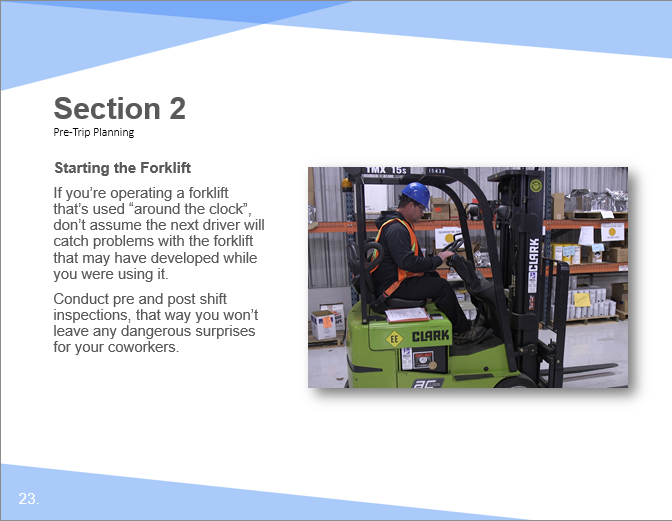 Section 2
Pre-Trip Planning
Starting the Forklift
If you’re operating a forklift
that’s used “around the clock”,
don’t assume the next driver will
catch problems with the forklift
that may have developed while
you were using it.
Conduct pre and post shift
inspections, that way you won’t
leave any dangerous surprises
for your coworkers.
TMX 15s
15838
CLARK
EE
CLARK
AC
23.